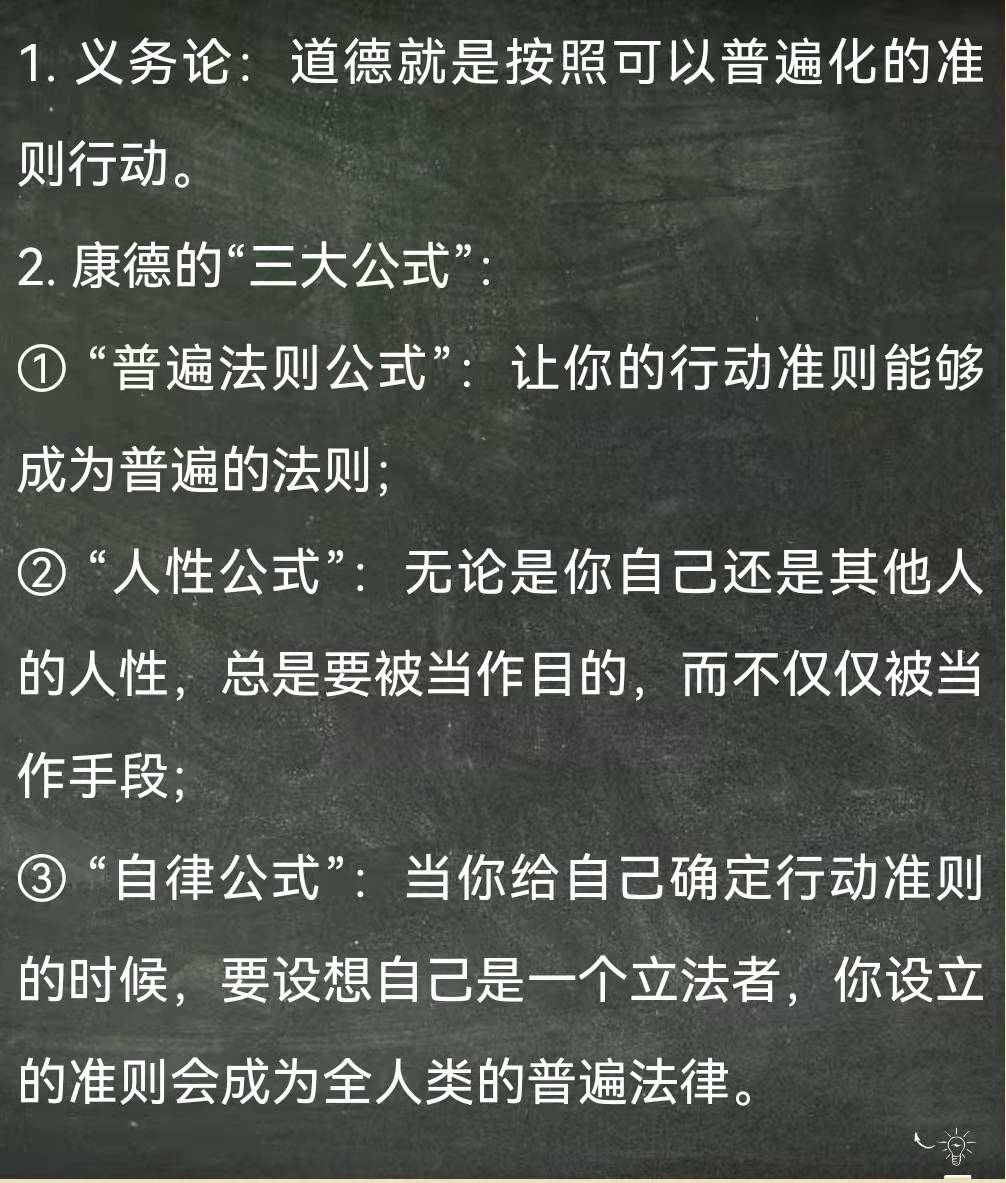 1. 义务论：道德就是按照可以普遍化的准
则行动。
2. 康德的“三大公式”：
① “普遍法则公式”：让你的行动准则能够
成为普遍的法则；
② “人性公式”：无论是你自己还是其他人
的人性，总是要被当作目的，而不仅仅被当
作手段；
③ “自律公式”：当你给自己确定行动准则
的时候，要设想自己是一个立法者，你设立
的准则会成为全人类的普遍法律。